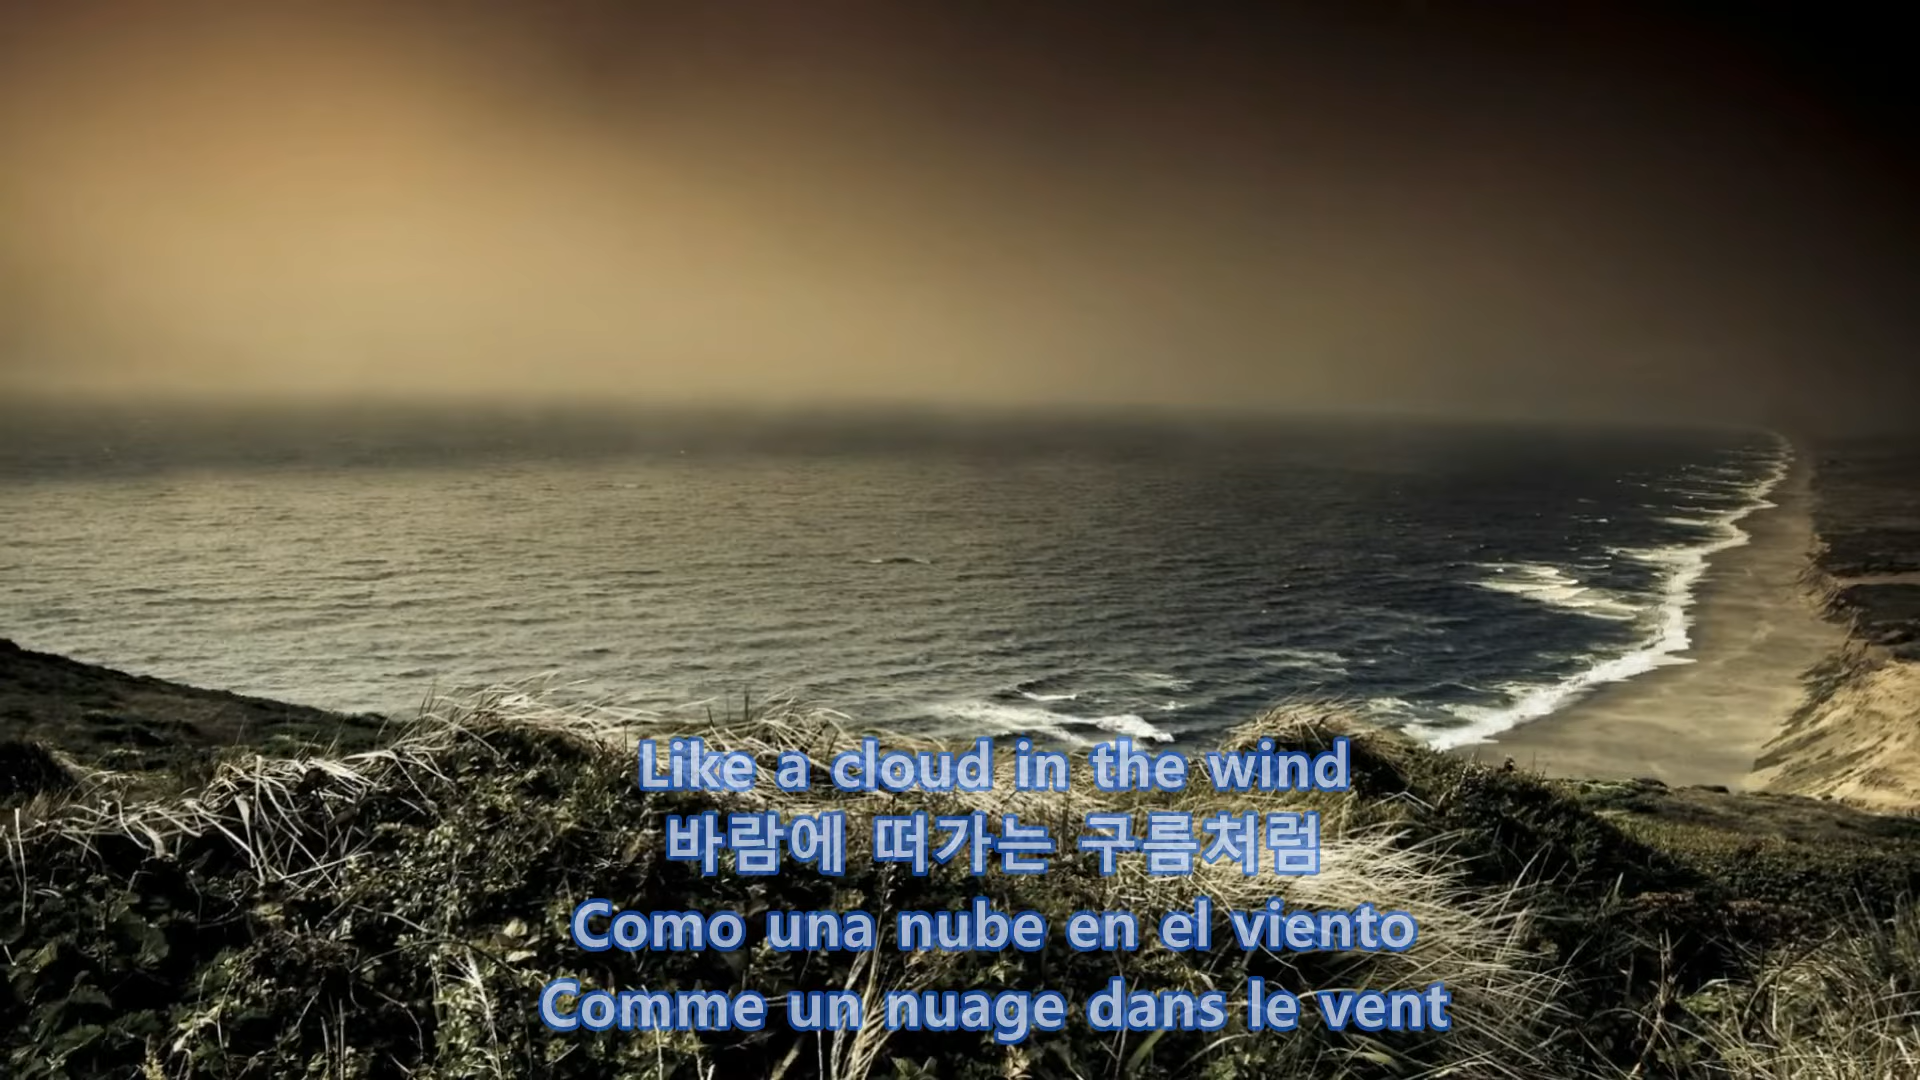 Like a cloud in the wind
바람에 떠가는 구름처럼
Como una nube en el viento
Comme un nuage dans le vent